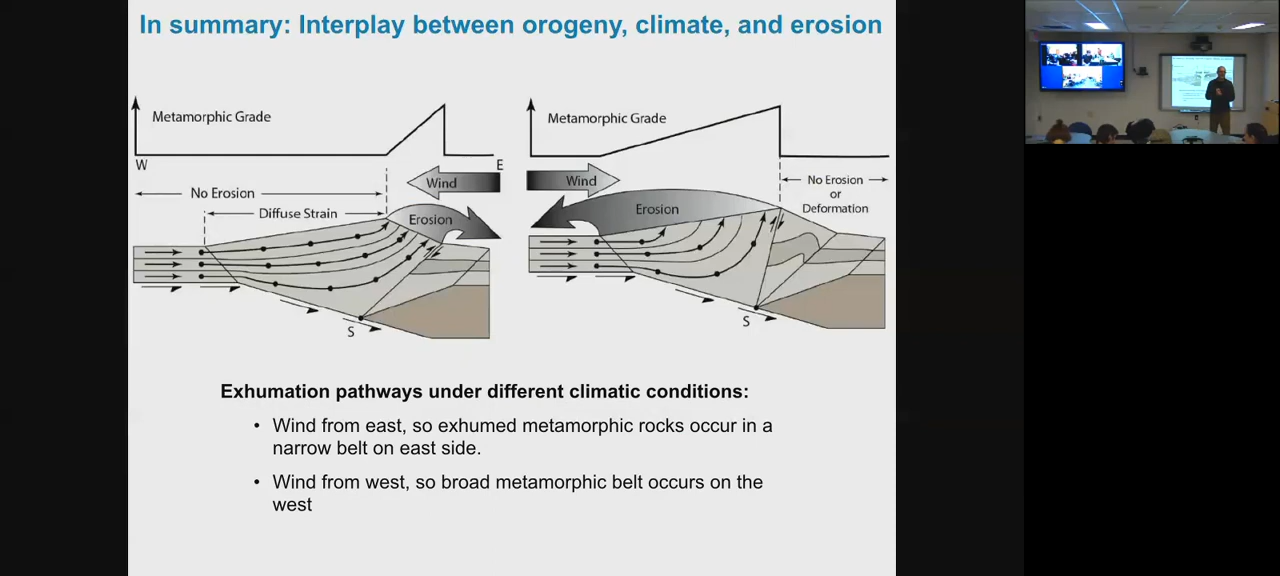 In summary: Interplay between orogeny, climate, and erosion
Metamorphic Grade
W
E
No Erosion
Wind
Diffuse Strain
Erosion
S
Metamorphic Grade
Wind
No Erosion
or
Deformation
Erosion
S
Exhumation pathways under different climatic conditions:
• Wind from east, so exhumed metamorphic rocks occur in a
narrow belt on east side.
• Wind from west, so broad metamorphic belt occurs on the
west